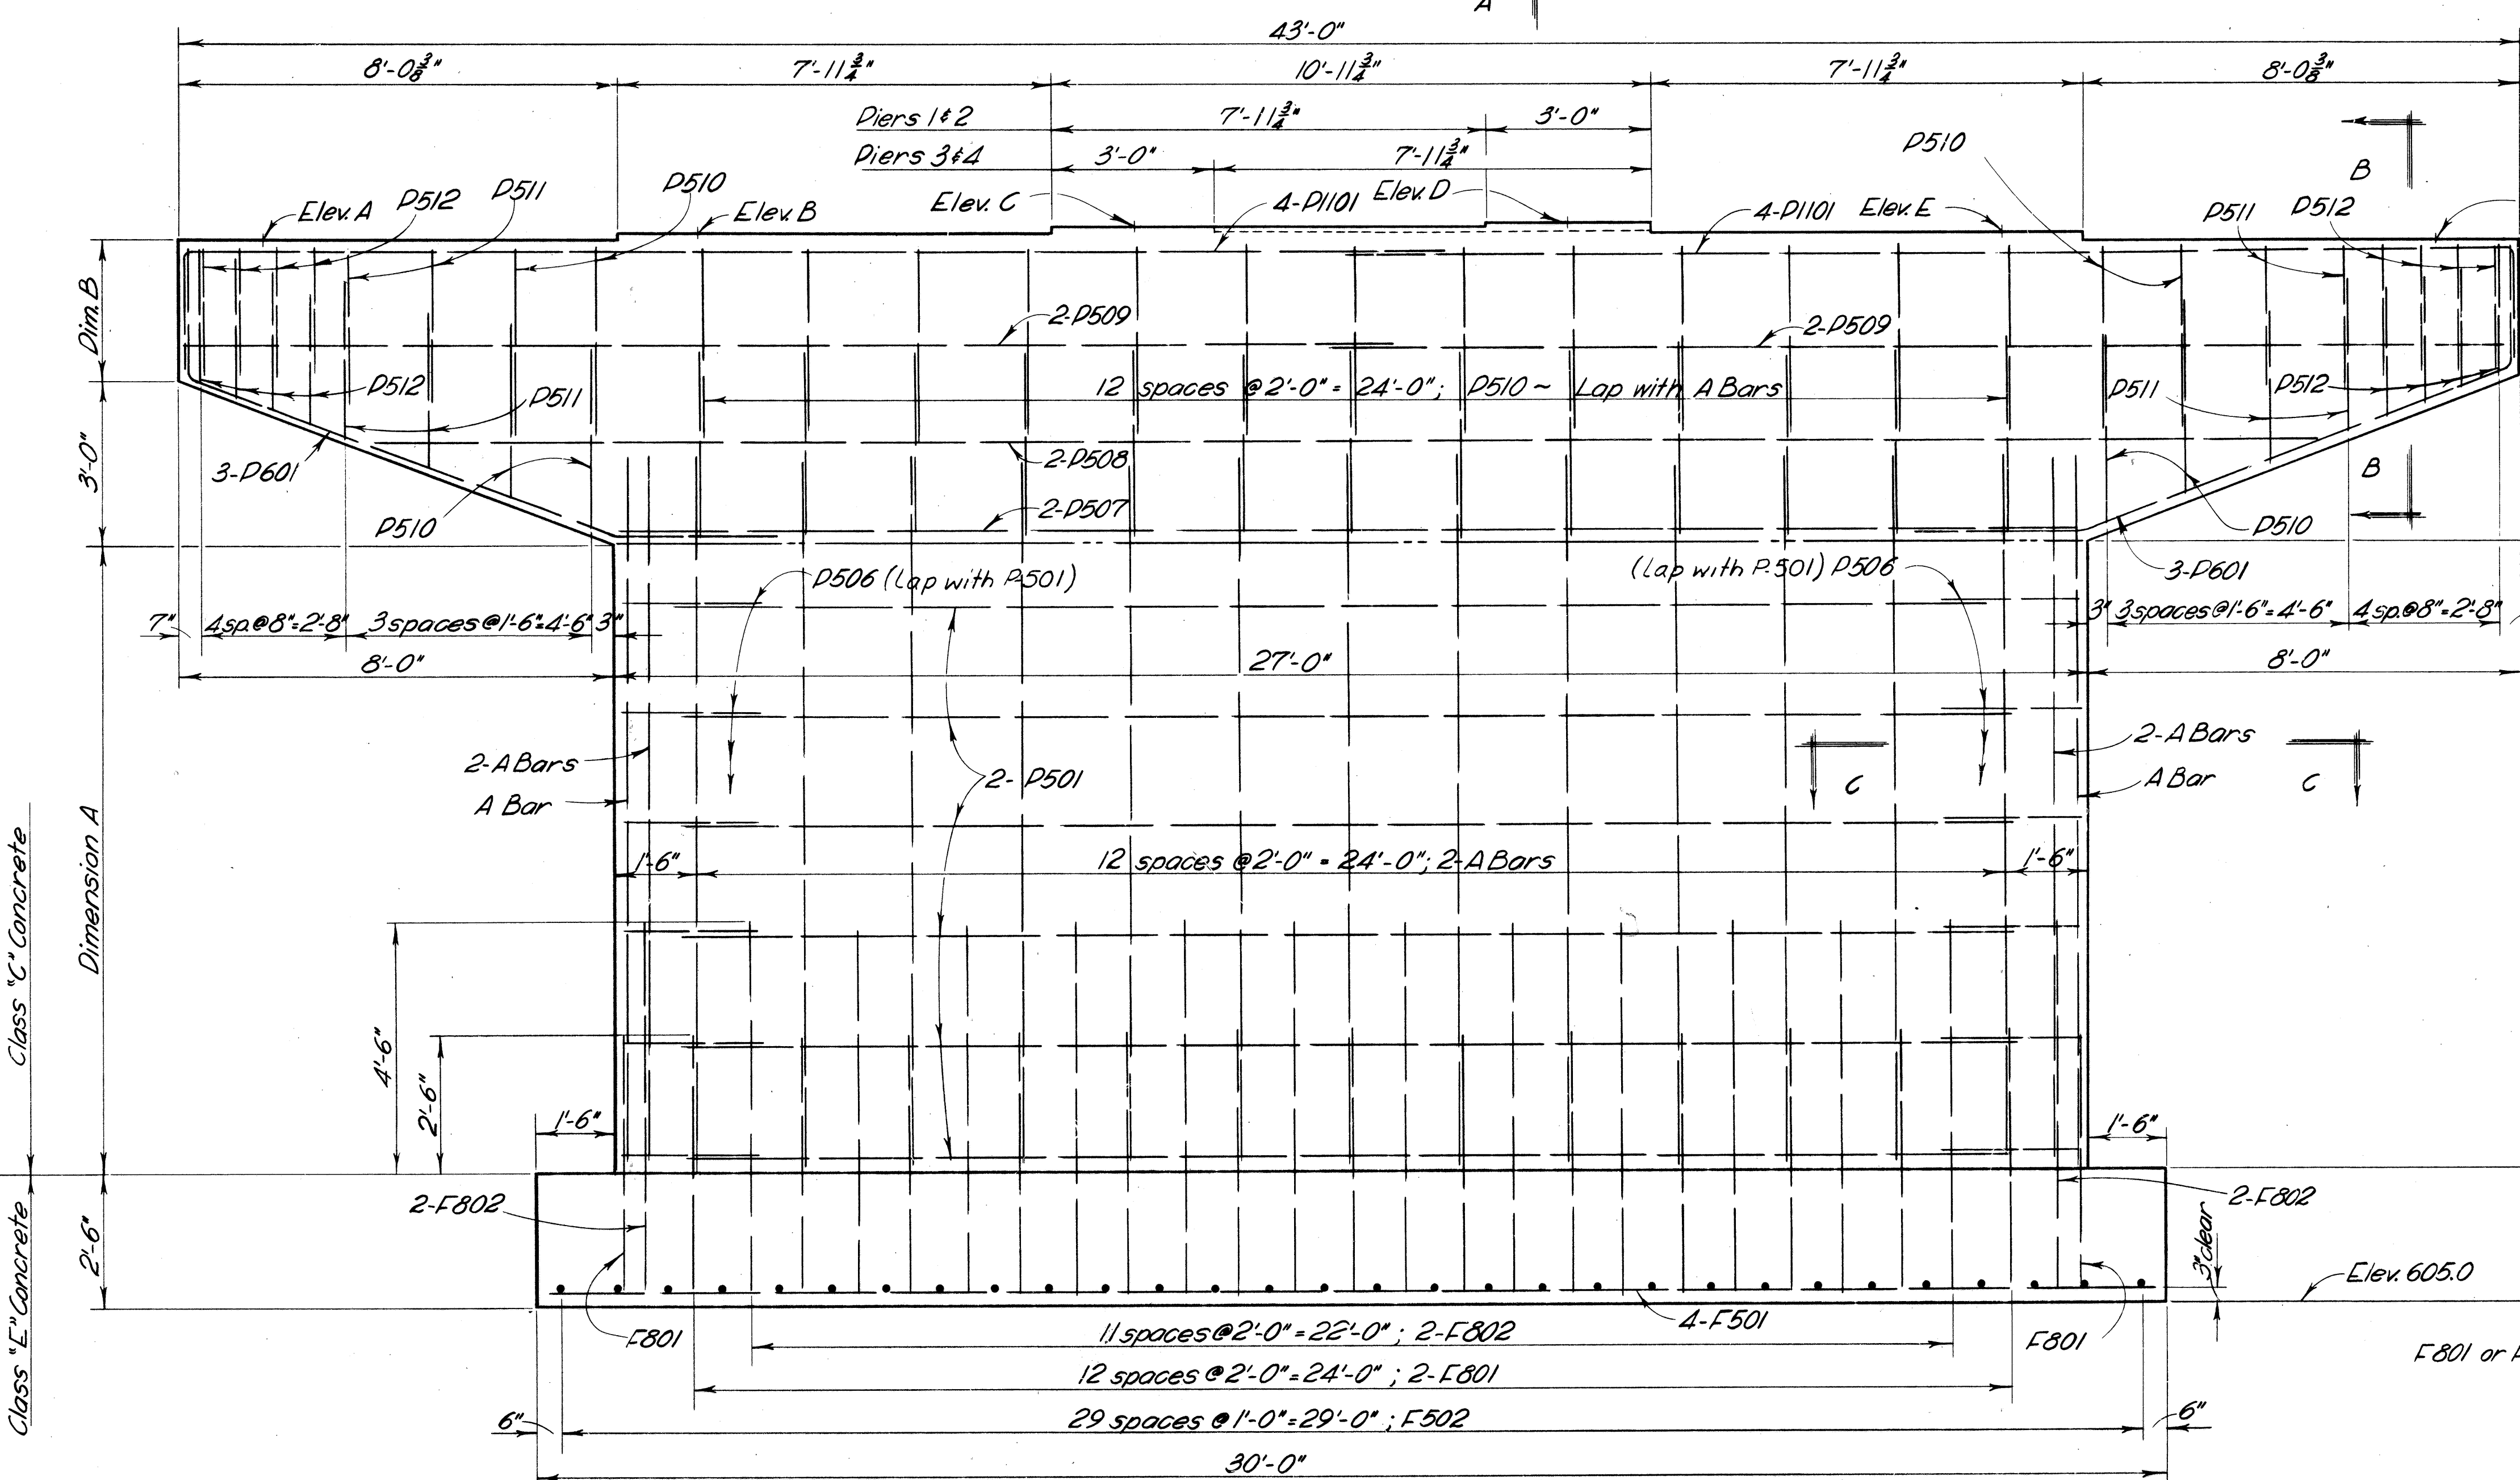 A
43'-0"
8'-0⅜" 7'-11¾" 10'-11¾" 7'-11¾" 8'-0⅜"
Piers 1 & 2 7'-11¾" 3'-0"
Piers 3 & 4 3'-0" 7'-11¾"
P510
B
Elev. A P512 P511 P510 Elev. B Elev. C 4-P1101 Elev. D 4-P1101 Elev. E P511 P512
Dim. B
2-P509 2-P509
P512 P511 12 spaces @ 2'-0" = 24'-0"; P510 ~ Lap with A Bars P511 P512
3'-0"
3-P601 2-P508 B
P510 2-P507 P510
P506 (Lap with P-501) (Lap with P.501) P506 3-P601
7" 4 sp. @ 8" = 2'-8" 3 spaces @ 1'-6" = 4'-6" 3" 3" 3 spaces @ 1'-6" = 4'-6" 4 sp. @ 8" = 2'-8"
8'-0" 27'-0" 8'-0"
2-A Bars 2-A Bars
A Bar 2- P501 C A Bar C
Dimension A
Class "C" Concrete
1'-6" 12 spaces @ 2'-0" = 24'-0"; 2-A Bars 1'-6"
4'-6"
2'-6"
1'-6" 1'-6"
2-F802 2-F802
2'-6"
Class "E" Concrete
3" clear
Elev. 605.0
F801 11 spaces @ 2'-0" = 22'-0"; 2-F802 4-F501 F801
F801 or
12 spaces @ 2'-0" = 24'-0"; 2-F801
6" 29 spaces @ 1'-0" = 29'-0"; F502 6"
30'-0"